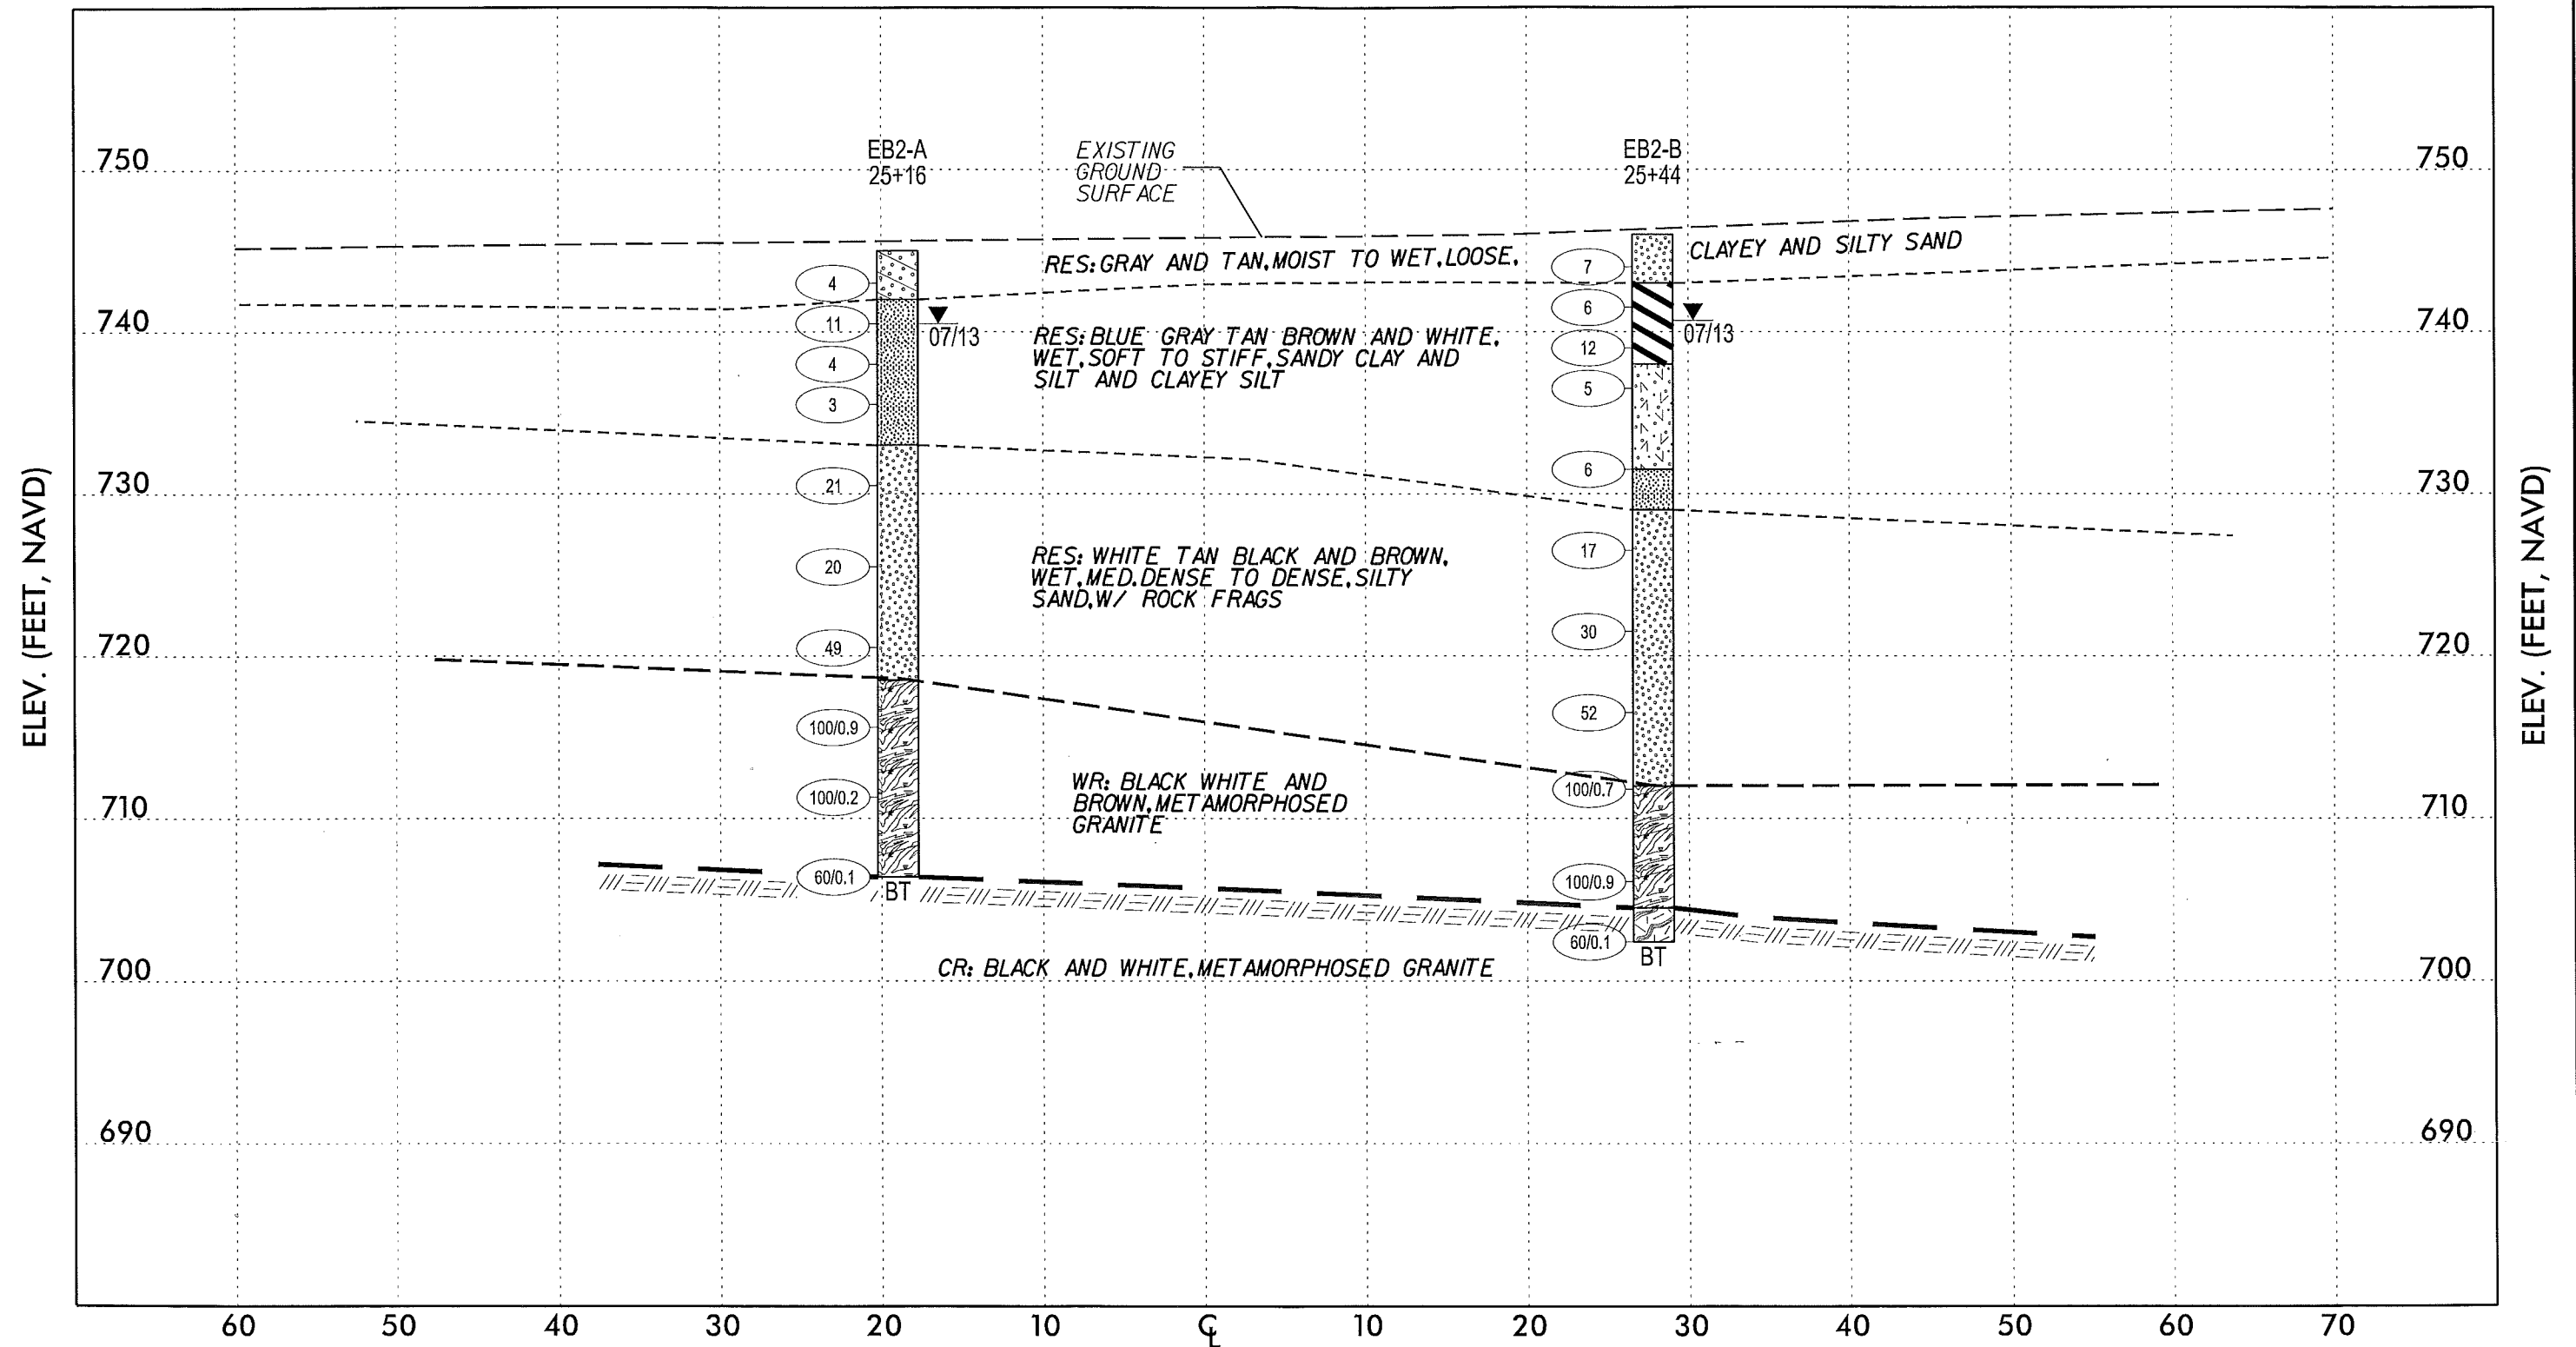 EB2-A
25+16
EXISTING
GROUND
SURFACE
EB2-B
25+44
750
750
RES: GRAY AND TAN, MOIST TO WET, LOOSE,
CLAYEY AND SILTY SAND
4
7
11
07/13
6
07/13
740
740
RES: BLUE GRAY TAN BROWN AND WHITE,
WET, SOFT TO STIFF, SANDY CLAY AND
SILT AND CLAYEY SILT
4
12
3
5
ELEV. (FEET, NAVD)
ELEV. (FEET, NAVD)
730
730
21
6
RES: WHITE TAN BLACK AND BROWN,
WET, MED. DENSE TO DENSE, SILTY
SAND, W/ ROCK FRAGS
20
17
720
720
49
30
100/0.9
52
WR: BLACK WHITE AND
BROWN, METAMORPHOSED
GRANITE
100/0.2
100/0.7
710
710
60/0.1
BT
100/0.9
60/0.1
BT
CR: BLACK AND WHITE, METAMORPHOSED GRANITE
700
700
690
690
60 50 40 30 20 10 ℄ 10 20 30 40 50 60 70